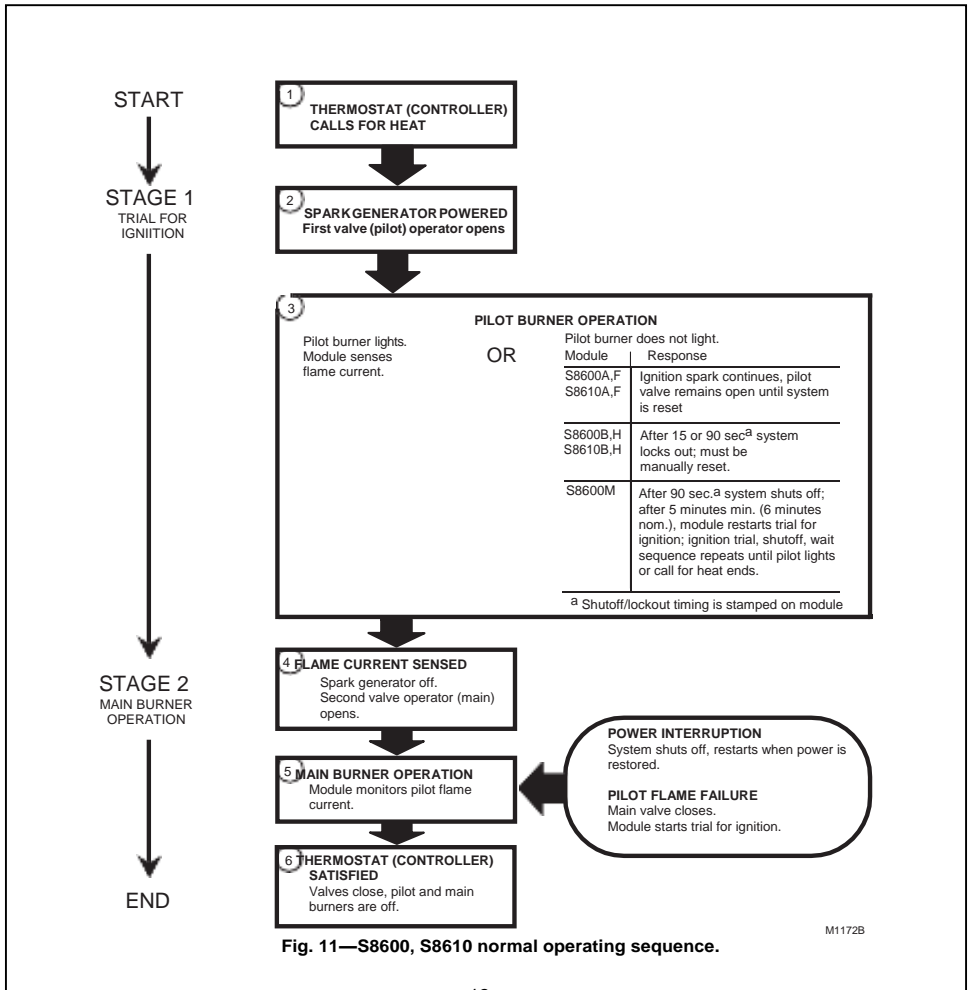 START
STAGE 1
TRIAL FOR
IGNIITION
STAGE 2
MAIN BURNER
OPERATION
END
1
THERMOSTAT (CONTROLLER)
CALLS FOR HEAT
2
SPARK GENERATOR POWERED
First valve (pilot) operator opens
3
PILOT BURNER OPERATION
Pilot burner lights.
Module senses
flame current.
OR
Pilot burner does not light.
Module Response
S8600A,F Ignition spark continues, pilot
S8610A,F valve remains open until system
is reset
S8600B,H After 15 or 90 sec a system
S8610B,H locks out; must be
manually reset.
S8600M After 90 sec.a system shuts off;
after 5 minutes min. (6 minutes
nom.), module restarts trial for
ignition; ignition trial, shutoff, wait
sequence repeats until pilot lights
or call for heat ends.
a Shutoff/lockout timing is stamped on module
4 FLAME CURRENT SENSED
Spark generator off.
Second valve operator (main)
opens.
5 MAIN BURNER OPERATION
Module monitors pilot flame
current.
POWER INTERRUPTION
System shuts off, restarts when power is
restored.
PILOT FLAME FAILURE
Main valve closes.
Module starts trial for ignition.
6 THERMOSTAT (CONTROLLER)
SATISFIED
Valves close, pilot and main
burners are off.
M1172B
Fig. 11—S8600, S8610 normal operating sequence.